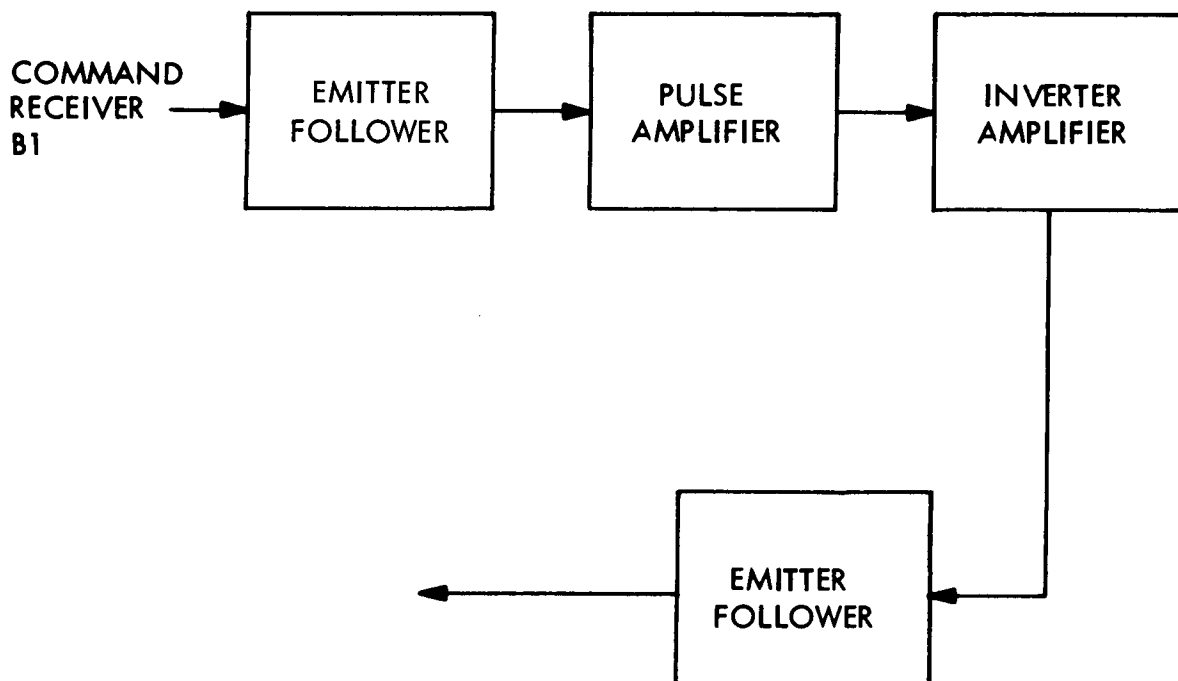 COMMAND
RECEIVER
B1
EMITTER
FOLLOWER
PULSE
AMPLIFIER
INVERTER
AMPLIFIER
EMITTER
FOLLOWER